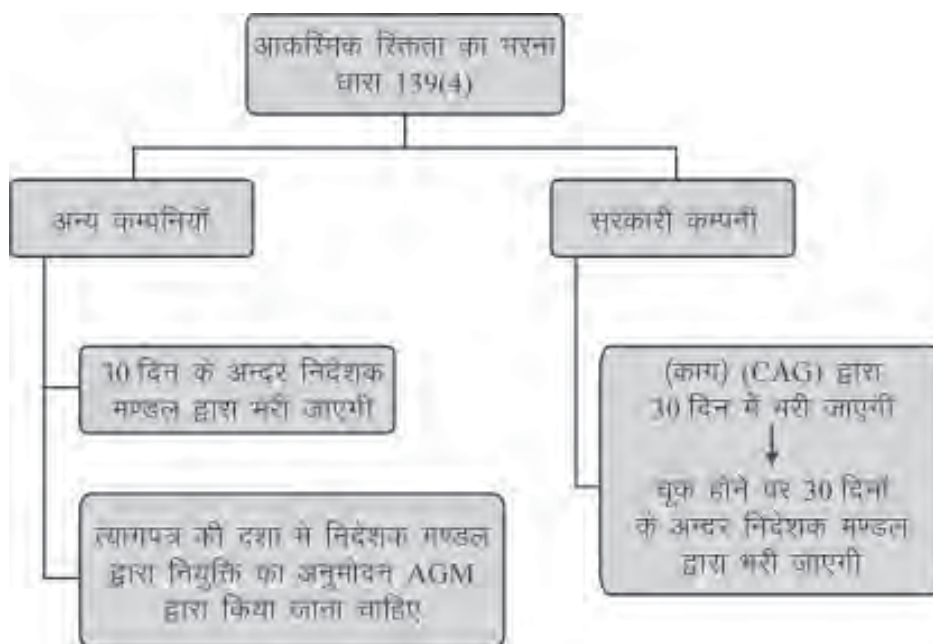 आकस्मिक रिक्तता का भरना
धारा 139(4)
अन्य कम्पनियाँ
सरकारी कम्पनी
30 दिन के अन्दर निदेशक
मण्डल द्वारा भरी जाएगी
त्यागपत्र की दशा में निदेशक मण्डल
द्वारा नियुक्ति का अनुमोदन AGM
द्वारा किया जाना चाहिए
(काग) (CAG) द्वारा
30 दिन में भरी जाएगी
चूक होने पर 30 दिनों
के अन्दर निदेशक मण्डल
द्वारा भरी जाएगी